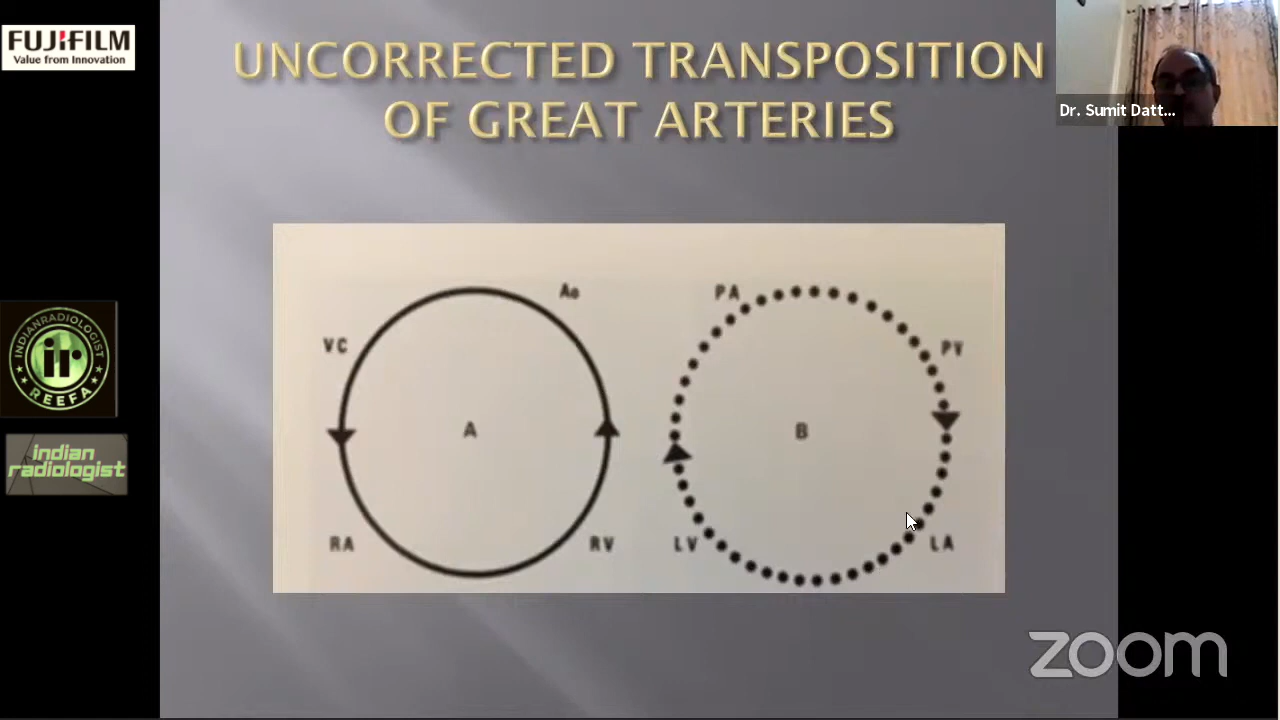 FUJIFILM
Value from Innovation
UNCORRECTED TRANSPOSITION
OF GREAT ARTERIES
Dr. Sumit Datt...
Ao
VC
A
RA
RV
PA
PV
B
LV
LA
INDIANRADIOLOGIST
ir
REEFA
indian
radiologist
zoom